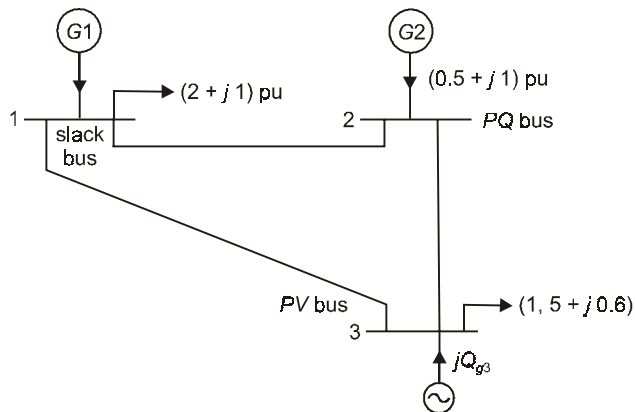 G1
G2
(2 + j 1) pu
(0.5 + j 1) pu
1
slack
bus
2
PQ bus
PV bus
3
(1, 5 + j 0.6)
jQg3